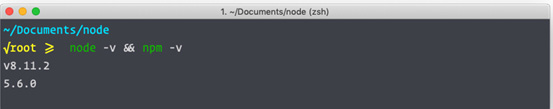 1. ~/Documents/node (zsh)
~/Documents/node
√root ≽ node -v && npm -v
v8.11.2
5.6.0